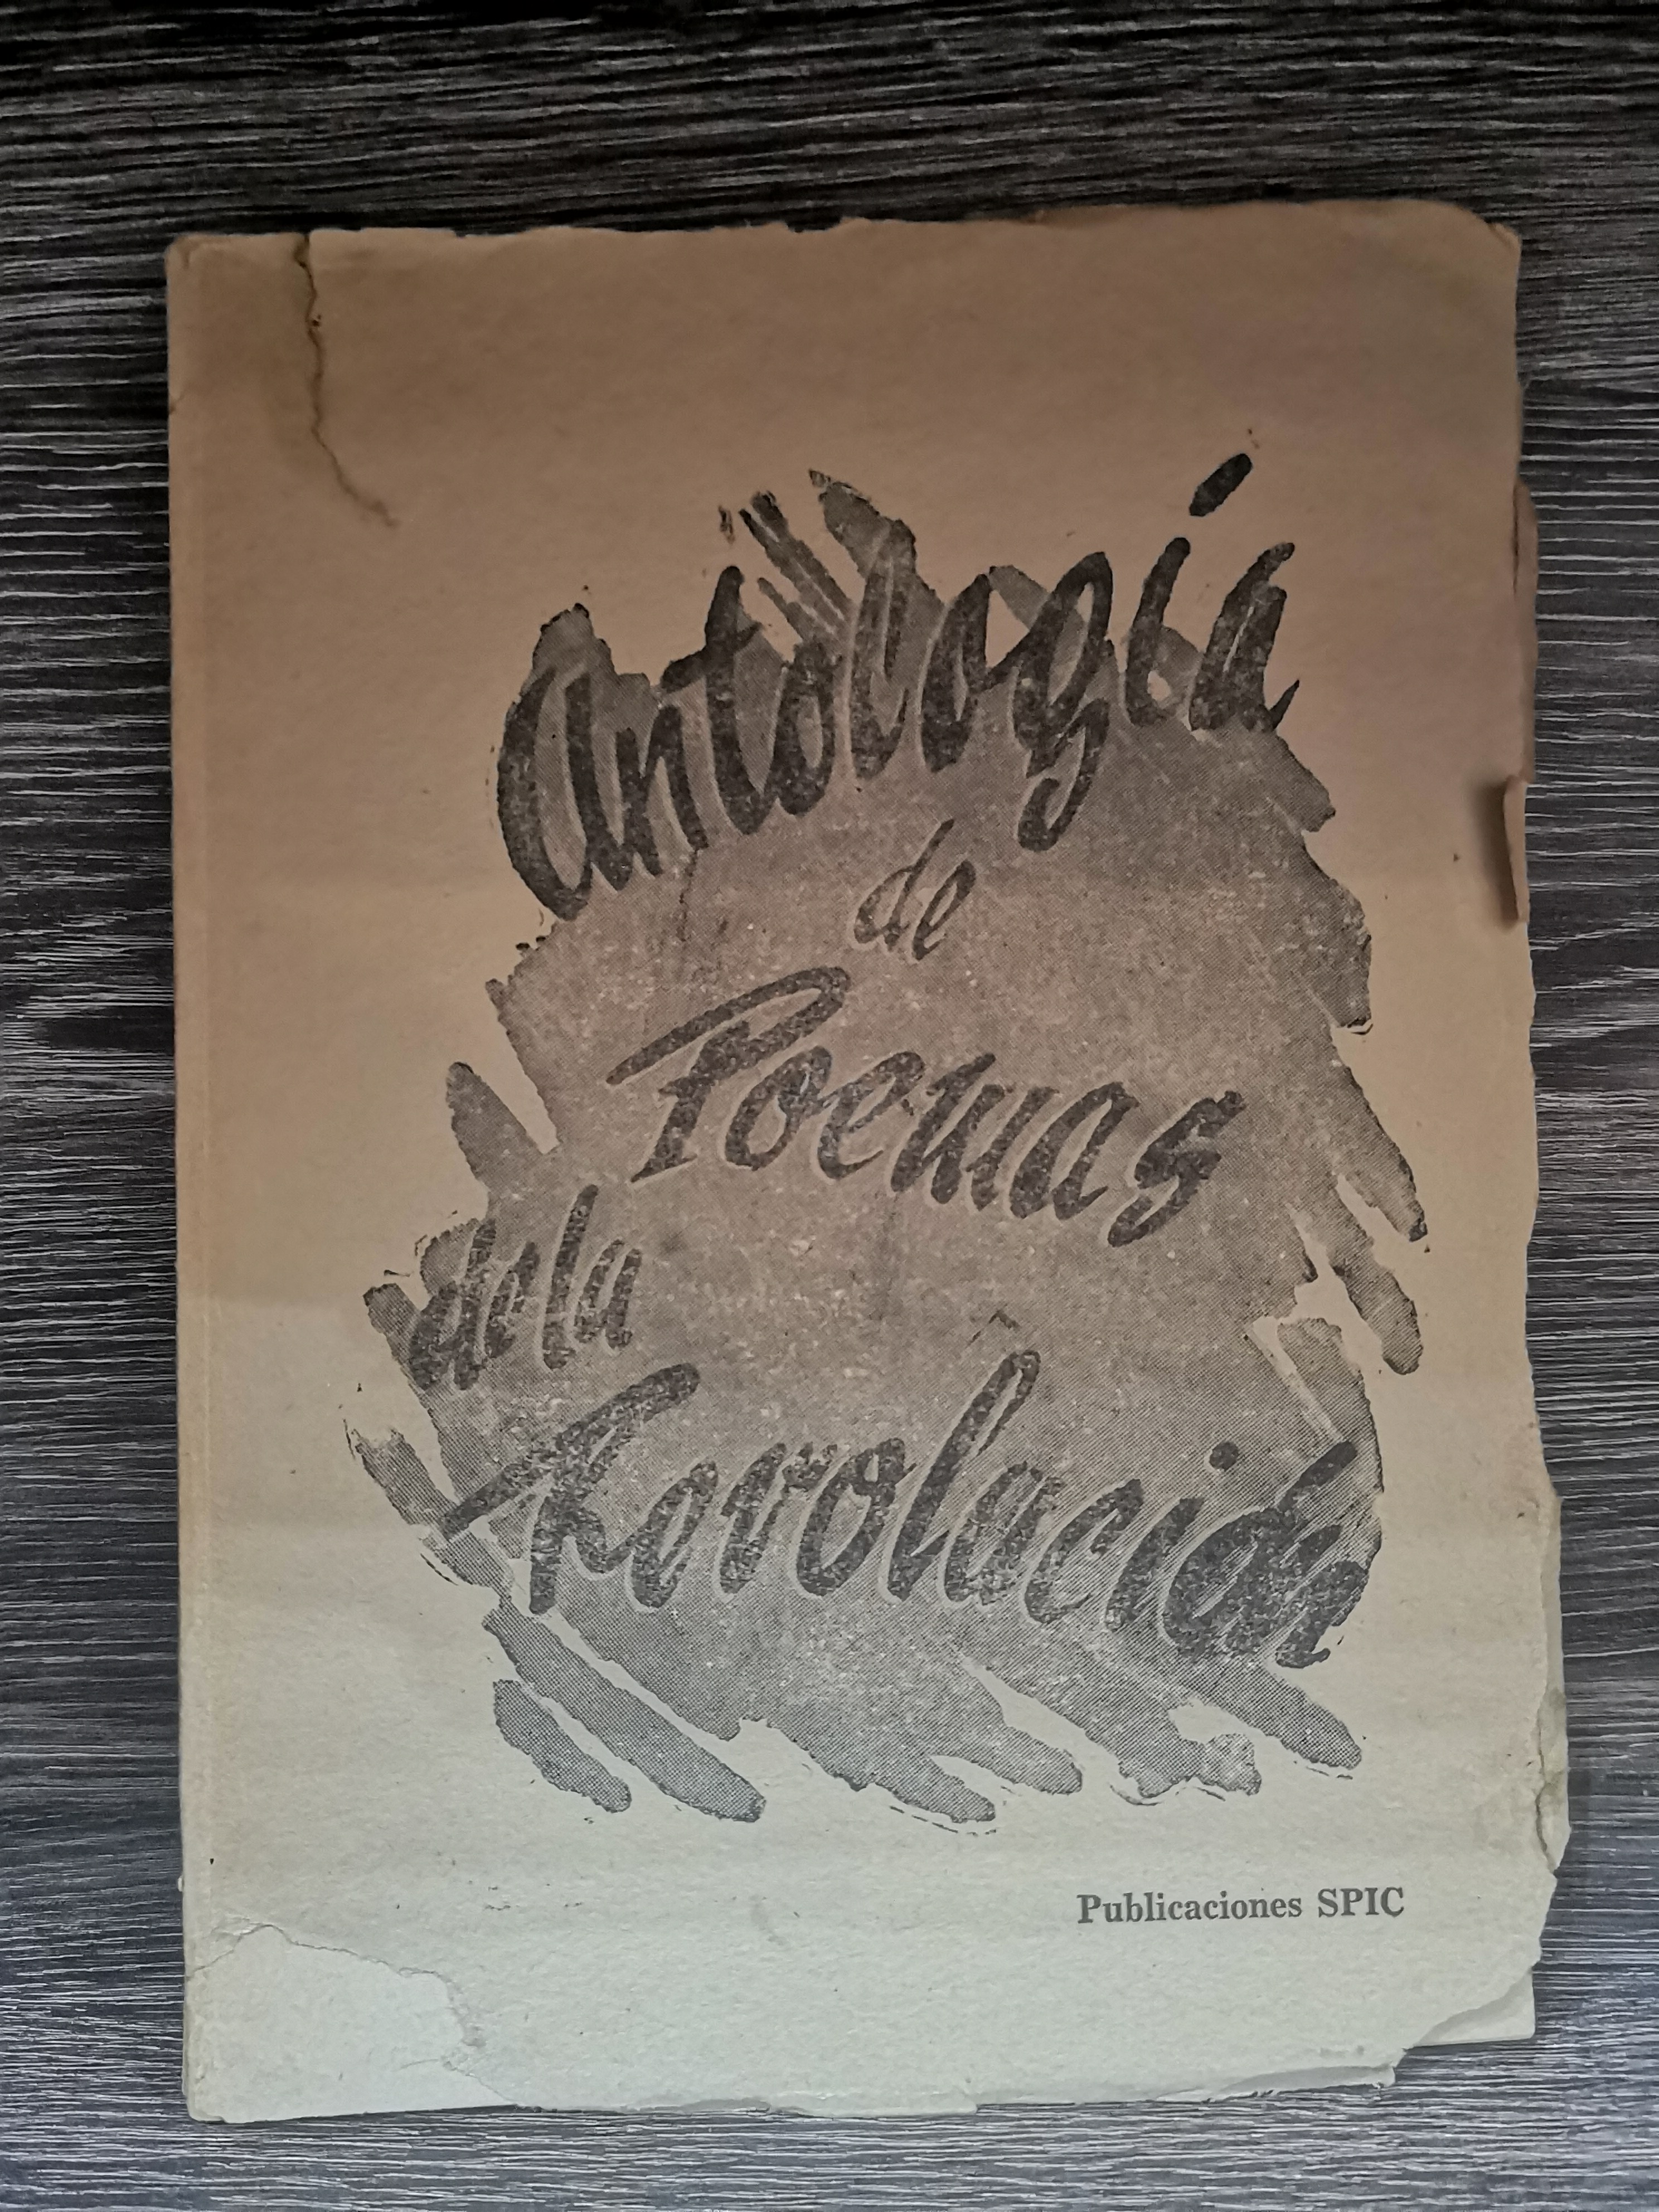 Antología
de
Poemas
de la
Revolución
Publicaciones SPIC